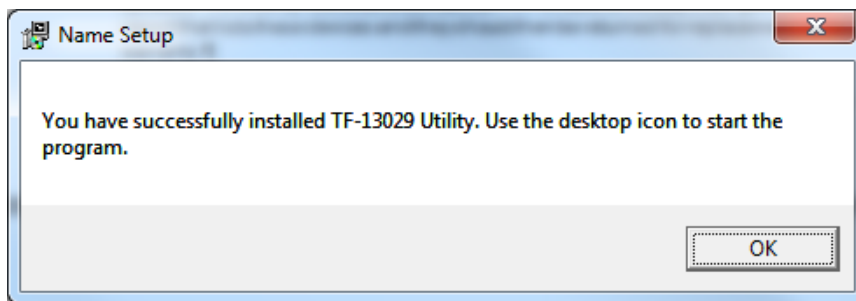 Name Setup
You have successfully installed TF-13029 Utility. Use the desktop icon to start the
program.
OK